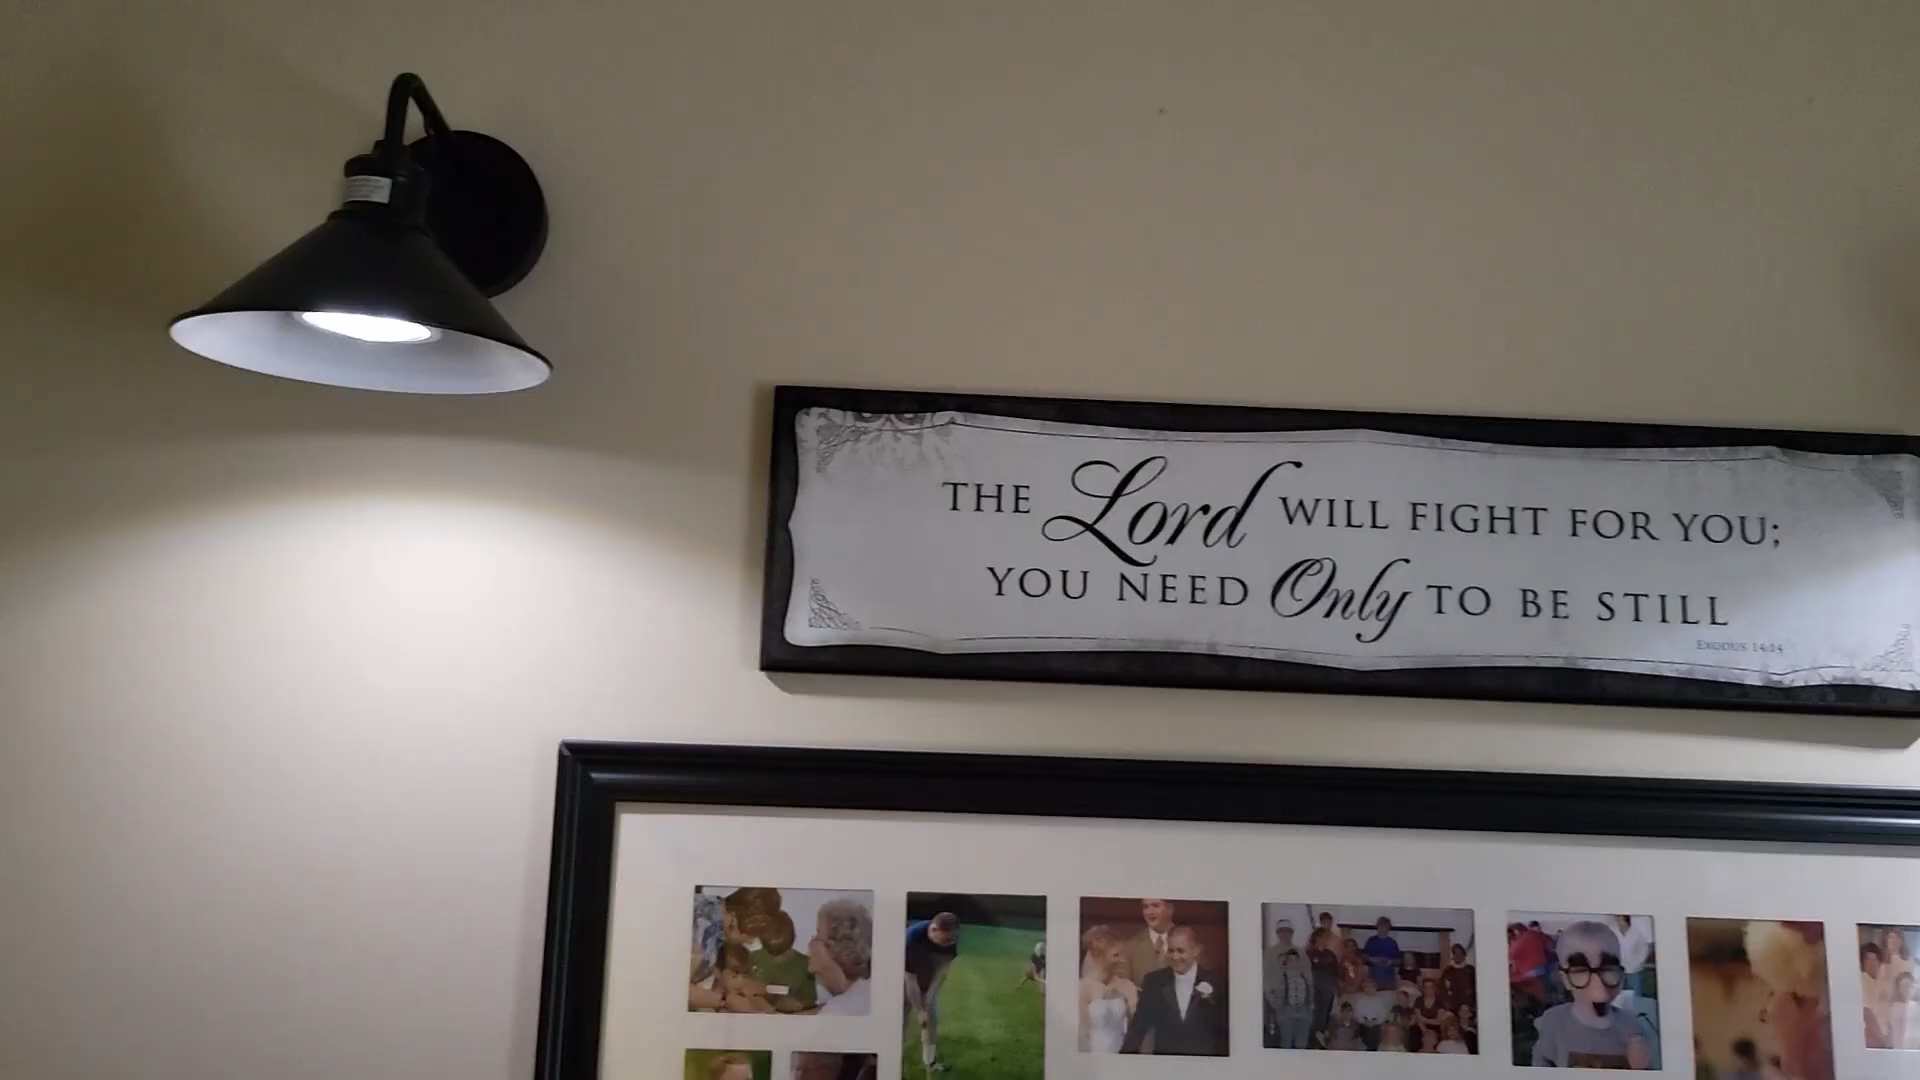 THE Lord WILL FIGHT FOR YOU;
YOU NEED Only TO BE STILL
EXODUS 14:14